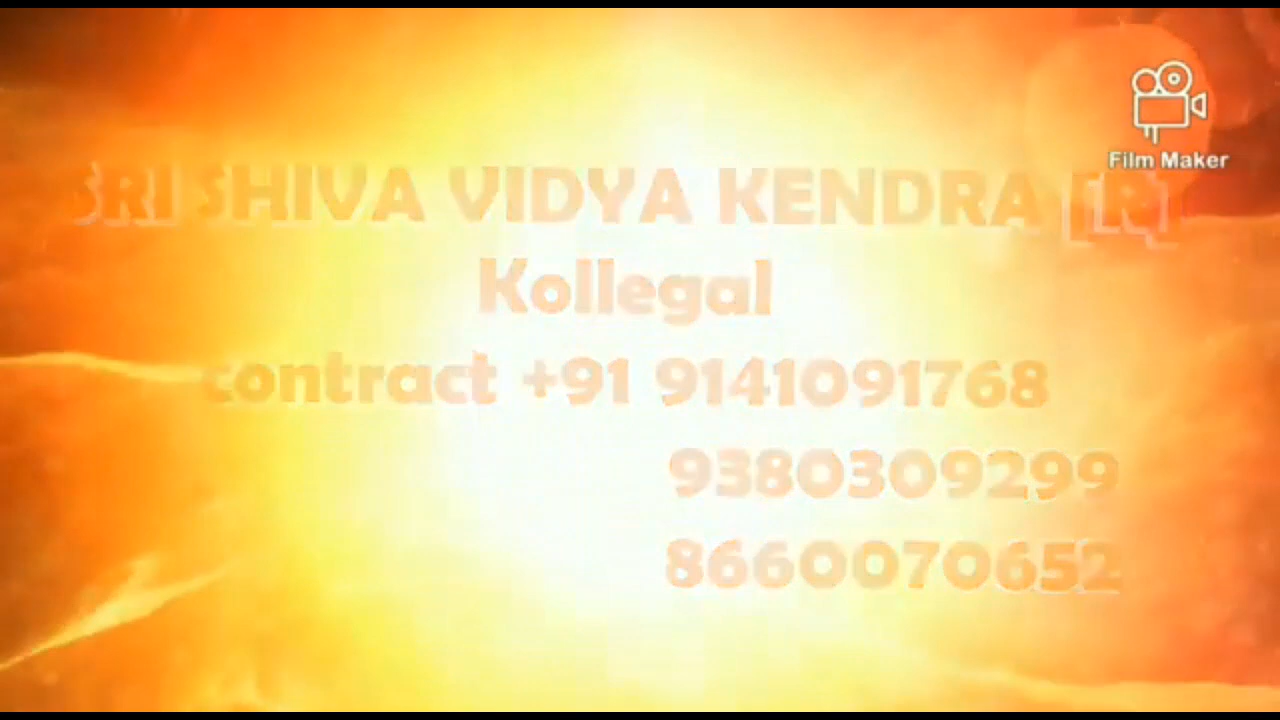 Film Maker
SRI SHIVA VIDYA KENDRA [R]
Kollegal
contract +91 9141091768
9380309299
8660070652